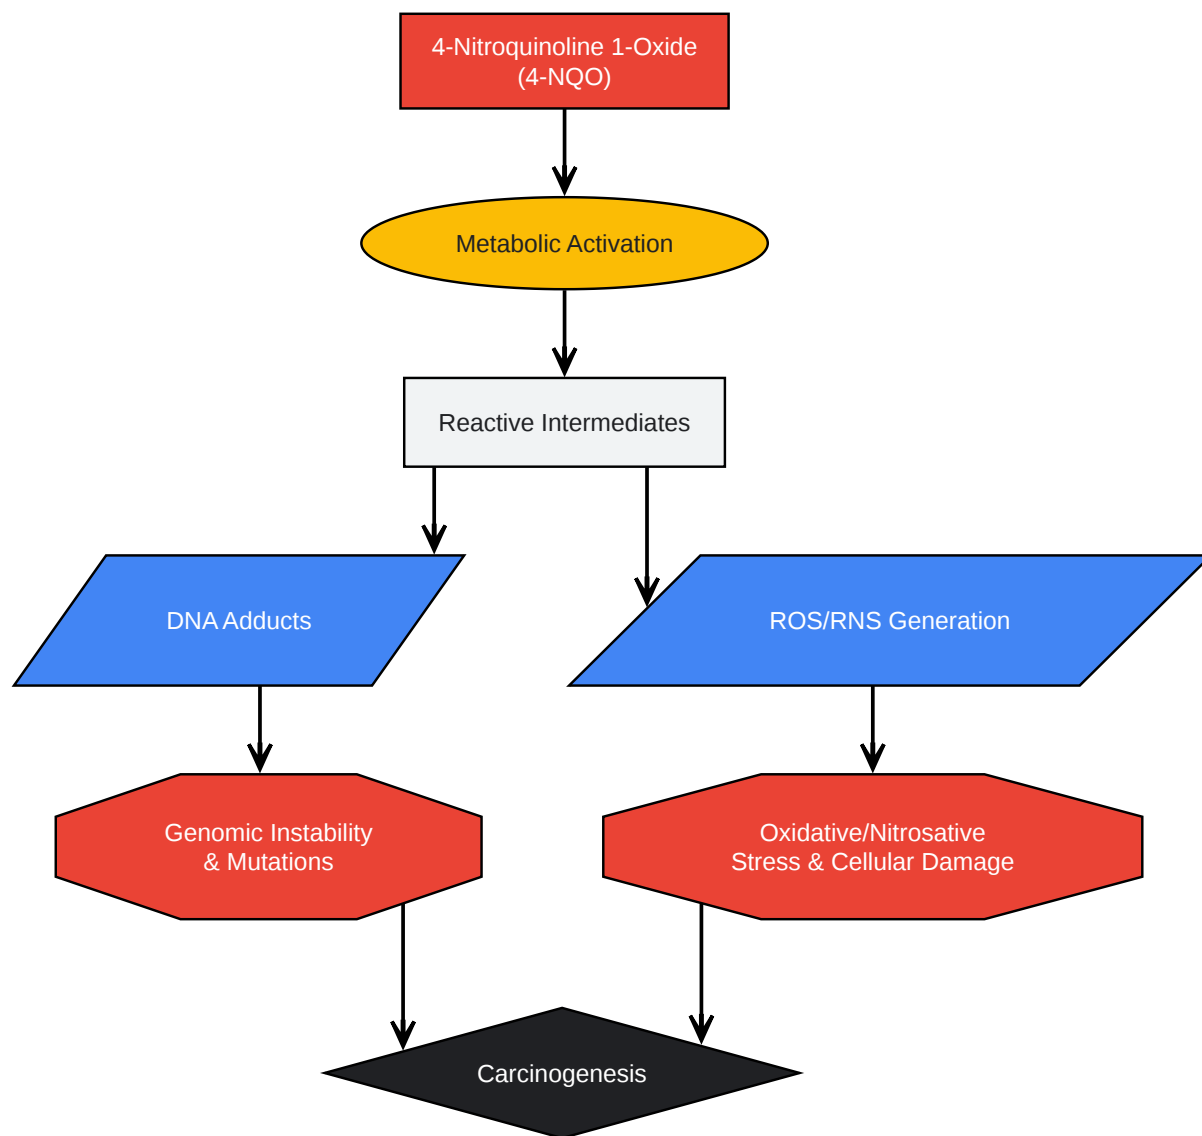 4-Nitroquinoline 1-Oxide
(4-NQO)
Metabolic Activation
Reactive Intermediates
DNA Adducts
ROS/RNS Generation
Genomic Instability
& Mutations
Oxidative/Nitrosative
Stress & Cellular Damage
Carcinogenesis